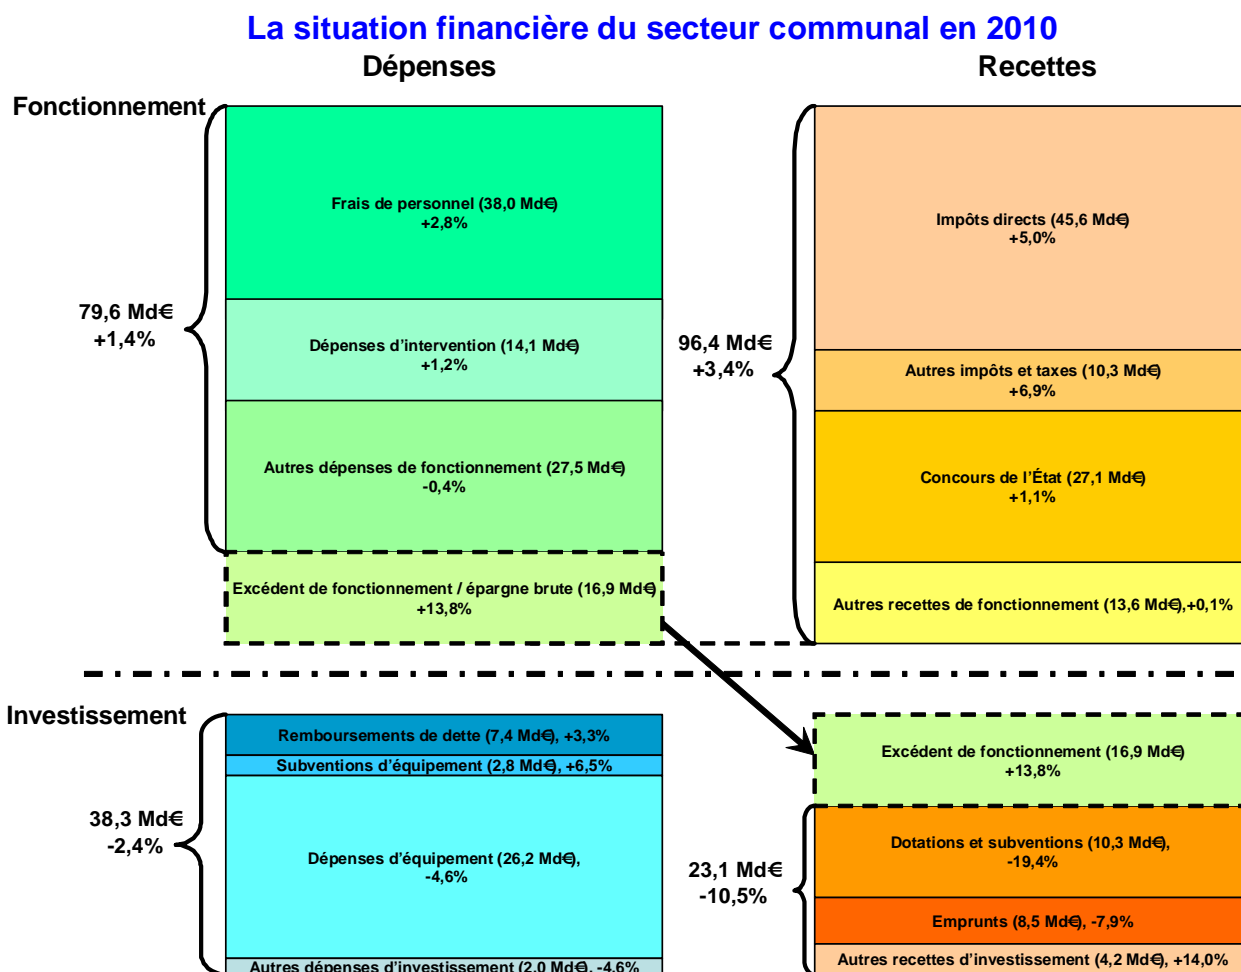 La situation financière du secteur communal en 2010
Dépenses
Recettes
Fonctionnement
Frais de personnel (38,0 Md€)
+2,8%
Dépenses d'intervention (14,1 Md€)
+1,2%
Autres dépenses de fonctionnement (27,5 Md€)
-0,4%
79,6 Md€
+1,4%
Excédent de fonctionnement / épargne brute (16,9 Md€)
+13,8%
Impôts directs (45,6 Md€)
+5,0%
Autres impôts et taxes (10,3 Md€)
+6,9%
Concours de l'État (27,1 Md€)
+1,1%
Autres recettes de fonctionnement (13,6 Md€),+0,1%
96,4 Md€
+3,4%
Investissement
Remboursements de dette (7,4 Md€), +3,3%
Subventions d'équipement (2,8 Md€), +6,5%
Dépenses d'équipement (26,2 Md€),
-4,6%
Autres dépenses d'investissement (2,0 Md€), -4,6%
38,3 Md€
-2,4%
Excédent de fonctionnement (16,9 Md€)
+13,8%
Dotations et subventions (10,3 Md€),
-19,4%
Emprunts (8,5 Md€), -7,9%
Autres recettes d'investissement (4,2 Md€), +14,0%
23,1 Md€
-10,5%